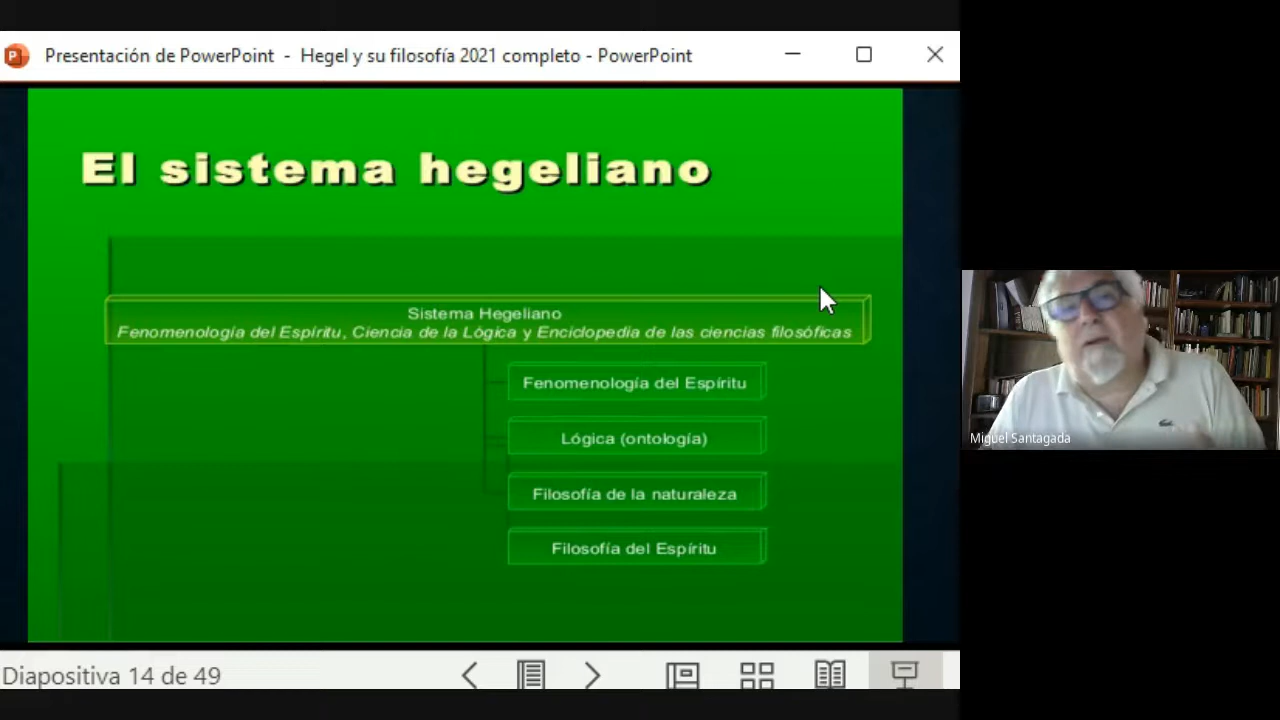 Presentación de PowerPoint - Hegel y su filosofía 2021 completo - PowerPoint
El sistema hegeliano
Sistema Hegeliano
Fenomenología del Espíritu, Ciencia de la Lógica y Enciclopedia de las ciencias filosóficas
Fenomenología del Espíritu
Lógica (ontología)
Filosofía de la naturaleza
Filosofía del Espíritu
Miguel Santagada
Diapositiva 14 de 49